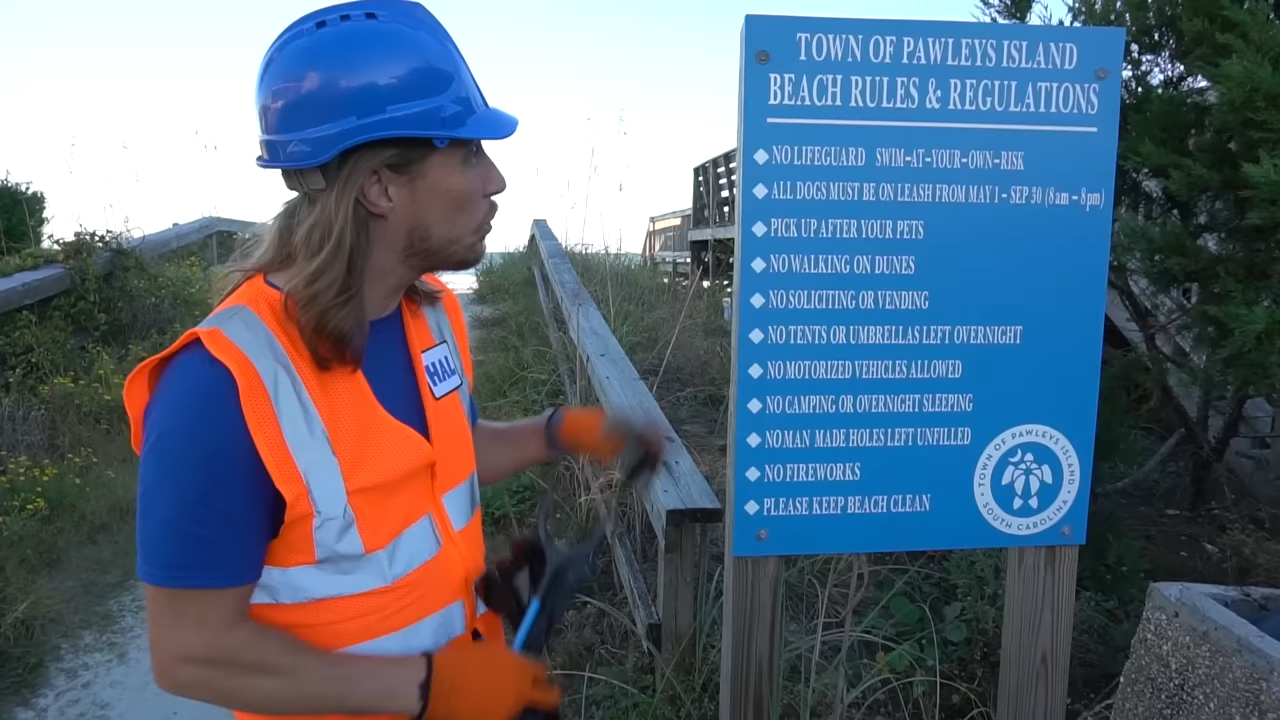 TOWN OF PAWLEYS ISLAND
BEACH RULES & REGULATIONS
NO LIFEGUARD SWIM-AT-YOUR-OWN-RISK
ALL DOGS MUST BE ON LEASH FROM MAY 1 - SEP 30 (8am - 8pm)
PICK UP AFTER YOUR PETS
NO WALKING ON DUNES
NO SOLICITING OR VENDING
NO TENTS OR UMBRELLAS LEFT OVERNIGHT
NO MOTORIZED VEHICLES ALLOWED
NO CAMPING OR OVERNIGHT SLEEPING
NO MAN MADE HOLES LEFT UNFILLED
NO FIREWORKS
PLEASE KEEP BEACH CLEAN
TOWN OF PAWLEYS ISLAND
SOUTH CAROLINA
HAL